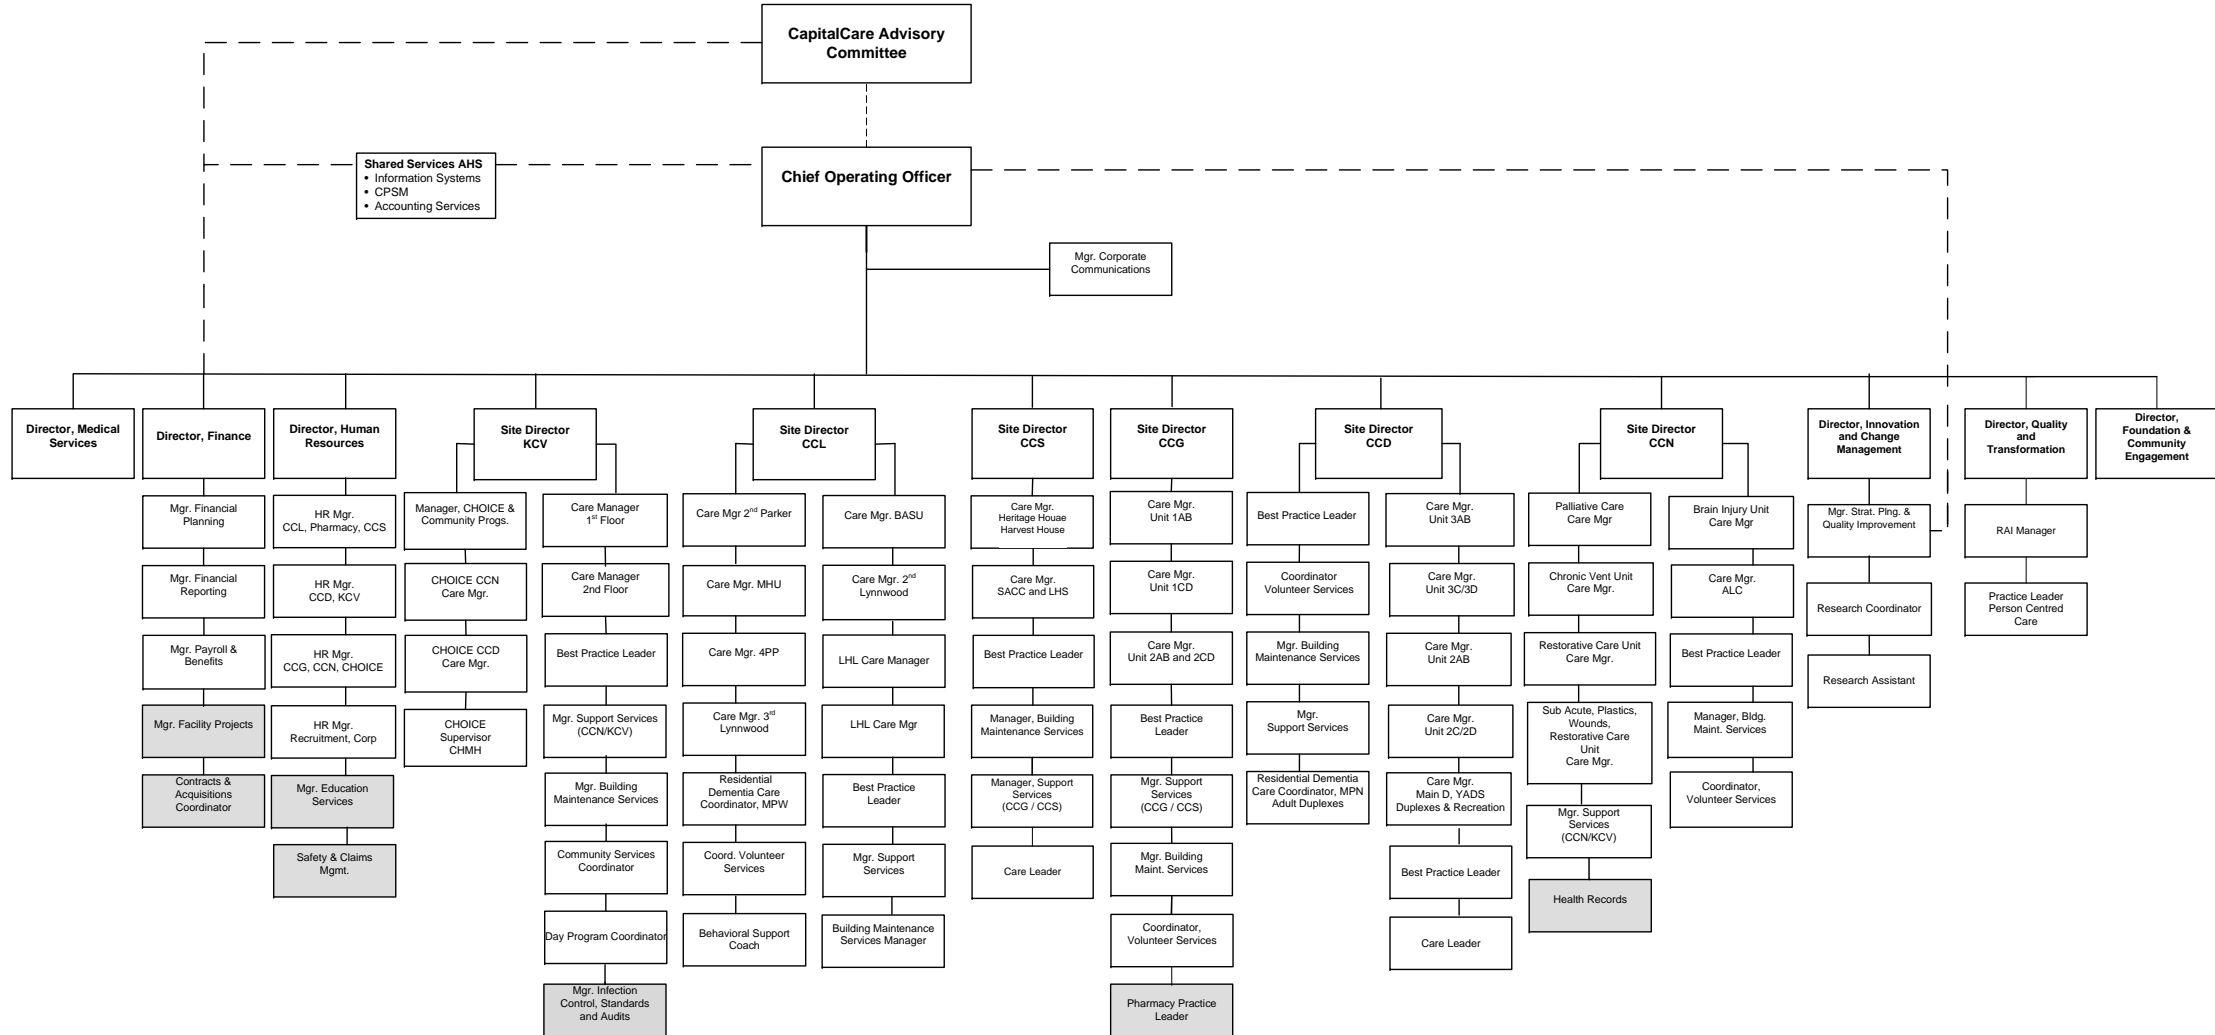 CapitalCare Advisory
Committee
Shared Services AHS
• Information Systems
• CPSM
• Accounting Services
Chief Operating Officer
Mgr. Corporate
Communications
Director, Medical
Services
Director, Finance
Director, Human
Resources
Site Director
KCV
Site Director
CCL
Site Director
CCS
Site Director
CCG
Site Director
CCD
Site Director
CCN
Director, Innovation
and Change
Management
Director, Quality
and
Transformation
Director,
Foundation &
Community
Engagement
Mgr. Financial
Planning
Mgr. Financial
Reporting
Mgr. Payroll &
Benefits
Mgr. Facility Projects
Contracts &
Acquisitions
Coordinator
HR Mgr.
CCL, Pharmacy, CCS
HR Mgr.
CCD, KCV
HR Mgr.
CCG, CCN, CHOICE
HR Mgr.
Recruitment, Corp
Mgr. Education
Services
Safety & Claims
Mgmt.
Manager, CHOICE &
Community Progs.
CHOICE CCN
Care Mgr.
CHOICE CCD
Care Mgr.
CHOICE
Supervisor
CHMH
Care Manager
1st Floor
Care Manager
2nd Floor
Best Practice Leader
Mgr. Support Services
(CCN/KCV)
Mgr. Building
Maintenance Services
Community Services
Coordinator
Day Program Coordinator
Mgr. Infection
Control, Standards
and Audits
Care Mgr 2nd Parker
Care Mgr. MHU
Care Mgr. 4PP
Care Mgr. 3rd
Lynnwood
Residential
Dementia Care
Coordinator, MPW
Coord. Volunteer
Services
Behavioral Support
Coach
Care Mgr. BASU
Care Mgr. 2nd
Lynnwood
LHL Care Manager
LHL Care Mgr
Best Practice
Leader
Mgr. Support
Services
Building Maintenance
Services Manager
Care Mgr.
Heritage Houae
Harvest House
Care Mgr.
SACC and LHS
Best Practice Leader
Manager, Building
Maintenance Services
Manager, Support
Services
(CCG / CCS)
Care Leader
Care Mgr.
Unit 1AB
Care Mgr.
Unit 1CD
Care Mgr.
Unit 2AB and 2CD
Best Practice
Leader
Mgr. Support
Services
(CCG / CCS)
Mgr. Building
Maint. Services
Coordinator,
Volunteer Services
Pharmacy Practice
Leader
Best Practice Leader
Coordinator
Volunteer Services
Mgr. Building
Maintenance Services
Mgr.
Support Services
Residential Dementia
Care Coordinator, MPN
Adult Duplexes
Care Mgr.
Unit 3AB
Care Mgr.
Unit 3C/3D
Care Mgr.
Unit 2AB
Care Mgr.
Unit 2C/2D
Care Mgr.
Main D, YADS
Duplexes & Recreation
Best Practice Leader
Care Leader
Palliative Care
Care Mgr
Chronic Vent Unit
Care Mgr.
Restorative Care Unit
Care Mgr.
Sub Acute, Plastics,
Wounds,
Restorative Care
Unit
Care Mgr.
Mgr. Support
Services
(CCN/KCV)
Health Records
Brain Injury Unit
Care Mgr
Care Mgr.
ALC
Best Practice Leader
Manager, Bldg.
Maint. Services
Coordinator,
Volunteer Services
Mgr. Strat. Plng. &
Quality Improvement
Research Coordinator
Research Assistant
RAI Manager
Practice Leader
Person Centred
Care